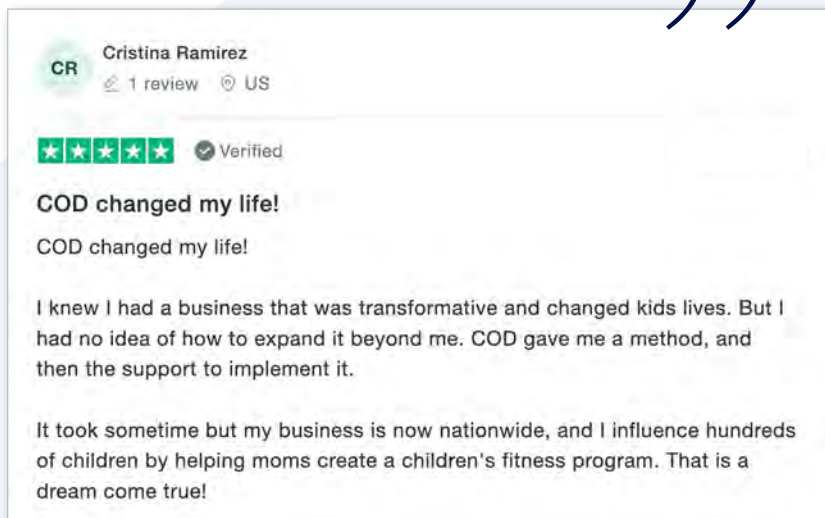 CR
Cristina Ramirez
1 review US
Verified
COD changed my life!
COD changed my life!
I knew I had a business that was transformative and changed kids lives. But I
had no idea of how to expand it beyond me. COD gave me a method, and
then the support to implement it.
It took sometime but my business is now nationwide, and I influence hundreds
of children by helping moms create a children's fitness program. That is a
dream come true!